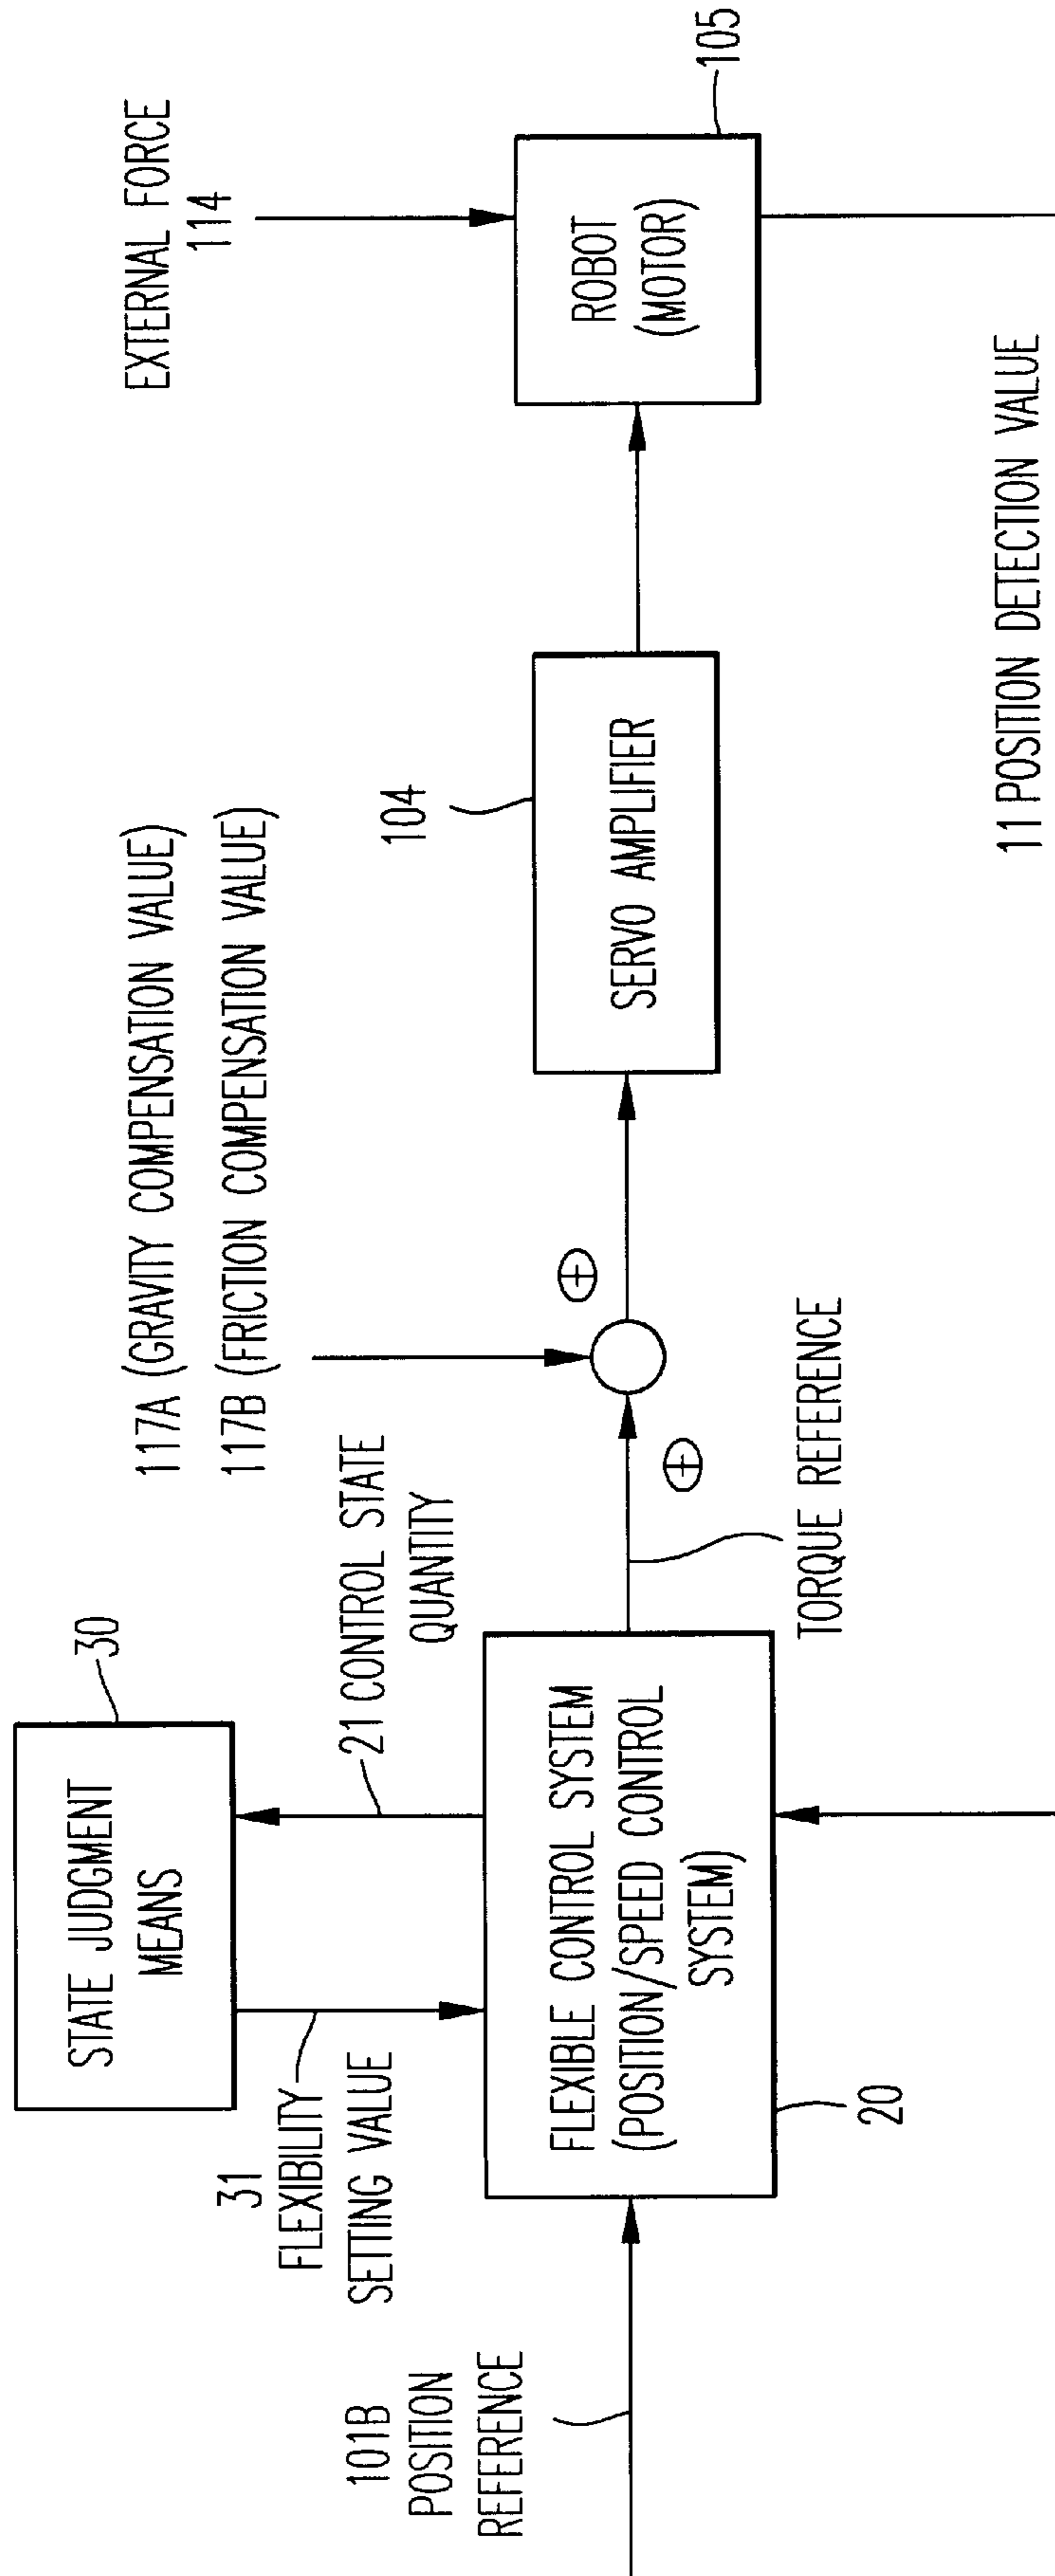 STATE JUDGMENT
MEANS
30
31
FLEXIBILITY
SETTING VALUE
21 CONTROL STATE
QUANTITY
117A (GRAVITY COMPENSATION VALUE)
117B (FRICTION COMPENSATION VALUE)
EXTERNAL FORCE
114
101B
POSITION
REFERENCE
FLEXIBLE CONTROL SYSTEM
(POSITION/SPEED CONTROL
SYSTEM)
20
+
+
TORQUE REFERENCE
104
SERVO AMPLIFIER
ROBOT
(MOTOR)
105
11 POSITION DETECTION VALUE